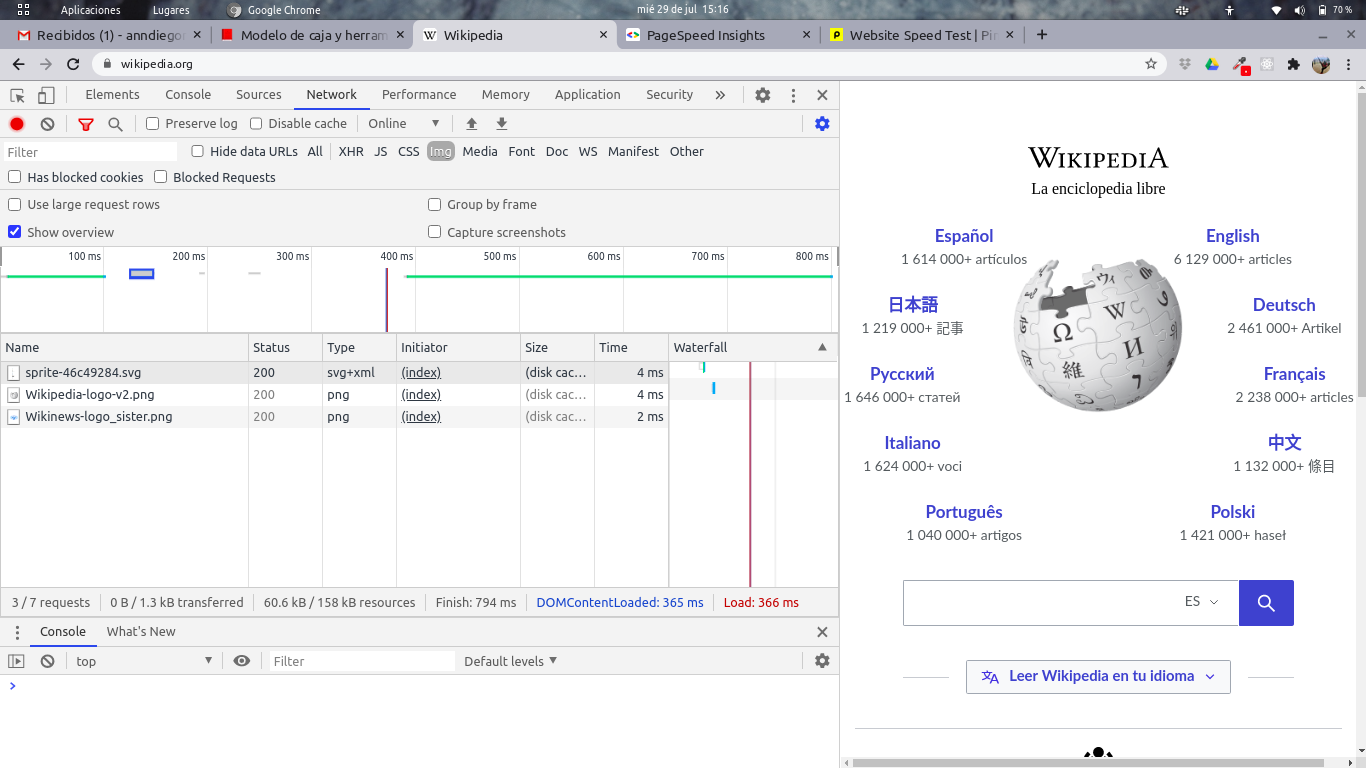 Aplicaciones Lugares Google Chrome mié 29 de jul 15:16 70 %
Recibidos (1) - anndiego Modelo de caja y herram Wikipedia PageSpeed Insights Website Speed Test | Pin
wikipedia.org
Elements Console Sources Network Performance Memory Application Security »
Preserve log Disable cache Online
Filter Hide data URLs All XHR JS CSS Img Media Font Doc WS Manifest Other
Has blocked cookies Blocked Requests
Use large request rows Group by frame
Show overview Capture screenshots
100 ms 200 ms 300 ms 400 ms 500 ms 600 ms 700 ms 800 ms
Name Status Type Initiator Size Time Waterfall
sprite-46c49284.svg 200 svg+xml (index) (disk cac... 4 ms
Wikipedia-logo-v2.png 200 png (index) (disk cac... 4 ms
Wikinews-logo_sister.png 200 png (index) (disk cac... 2 ms
3 / 7 requests 0 B / 1.3 kB transferred 60.6 kB / 158 kB resources Finish: 794 ms DOMContentLoaded: 365 ms Load: 366 ms
Console What's New
top Filter Default levels
WIKIPEDIA
La enciclopedia libre
Español English
1 614 000+ artículos 6 129 000+ articles
日本語 Deutsch
1 219 000+ 記事 2 461 000+ Artikel
Русский Français
1 646 000+ статей 2 238 000+ articles
Italiano 中文
1 624 000+ voci 1 132 000+ 條目
Português Polski
1 040 000+ artigos 1 421 000+ haseł
Ω W И 維 ウィ
ES
Leer Wikipedia en tu idioma